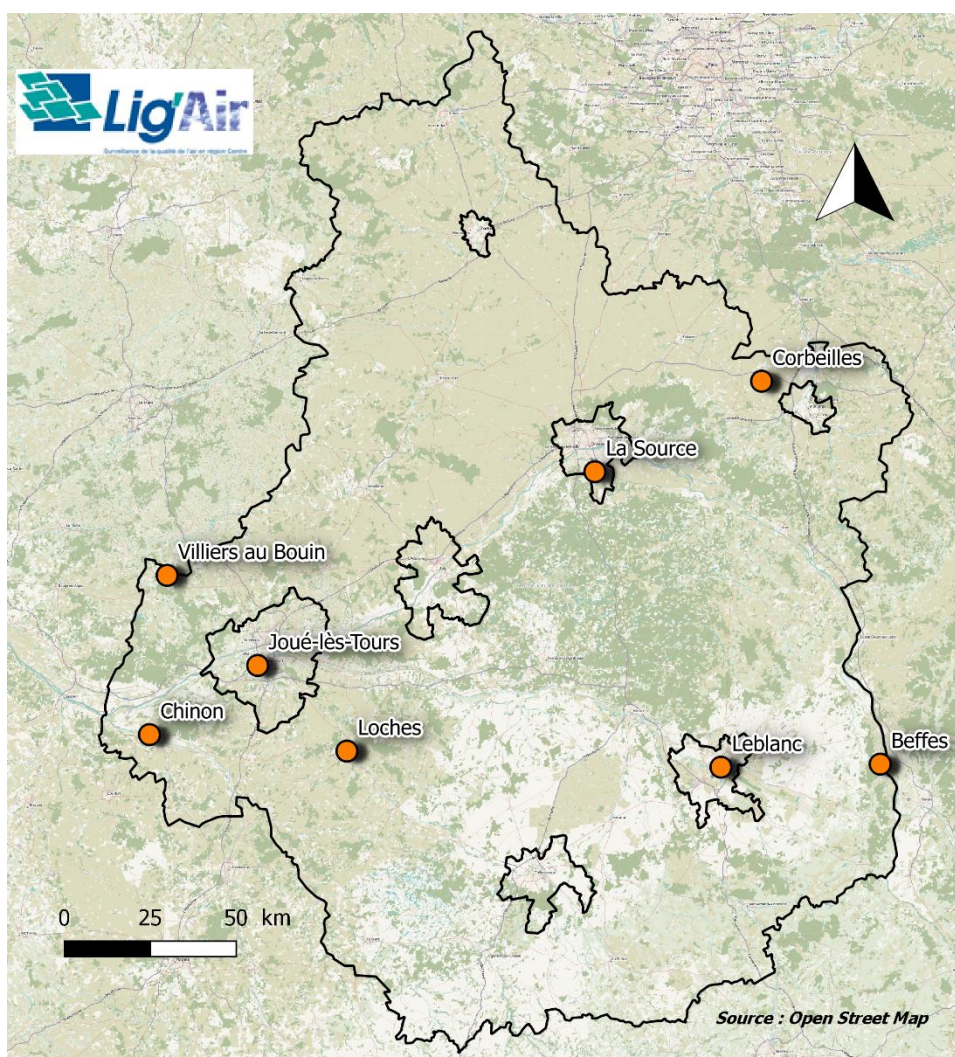 Lig'Air
Surveillance de la qualité de l'air en région Centre
Corbeilles
La Source
Villiers au Bouin
Joué-lès-Tours
Chinon
Loches
Leblanc
Beffes
0 25 50 km
Source : Open Street Map